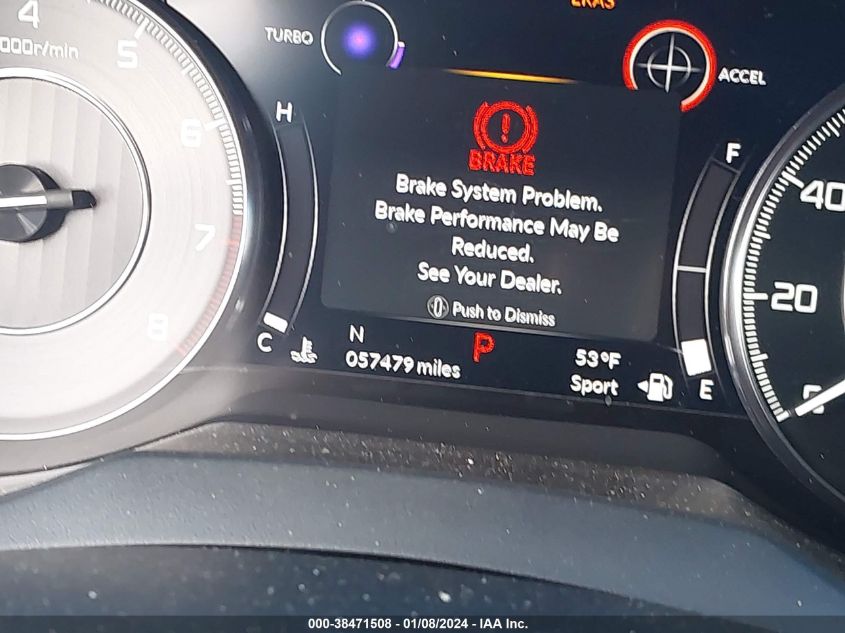 4
5
6
7
8
000r/min
TURBO
ACCEL
H
F
BRAKE
Brake System Problem.
Brake Performance May Be
Reduced.
See Your Dealer.
Push to Dismiss
C
N
P
53°F
057479 miles
Sport
E
40
20
000-38471508 - 01/08/2024 - IAA Inc.